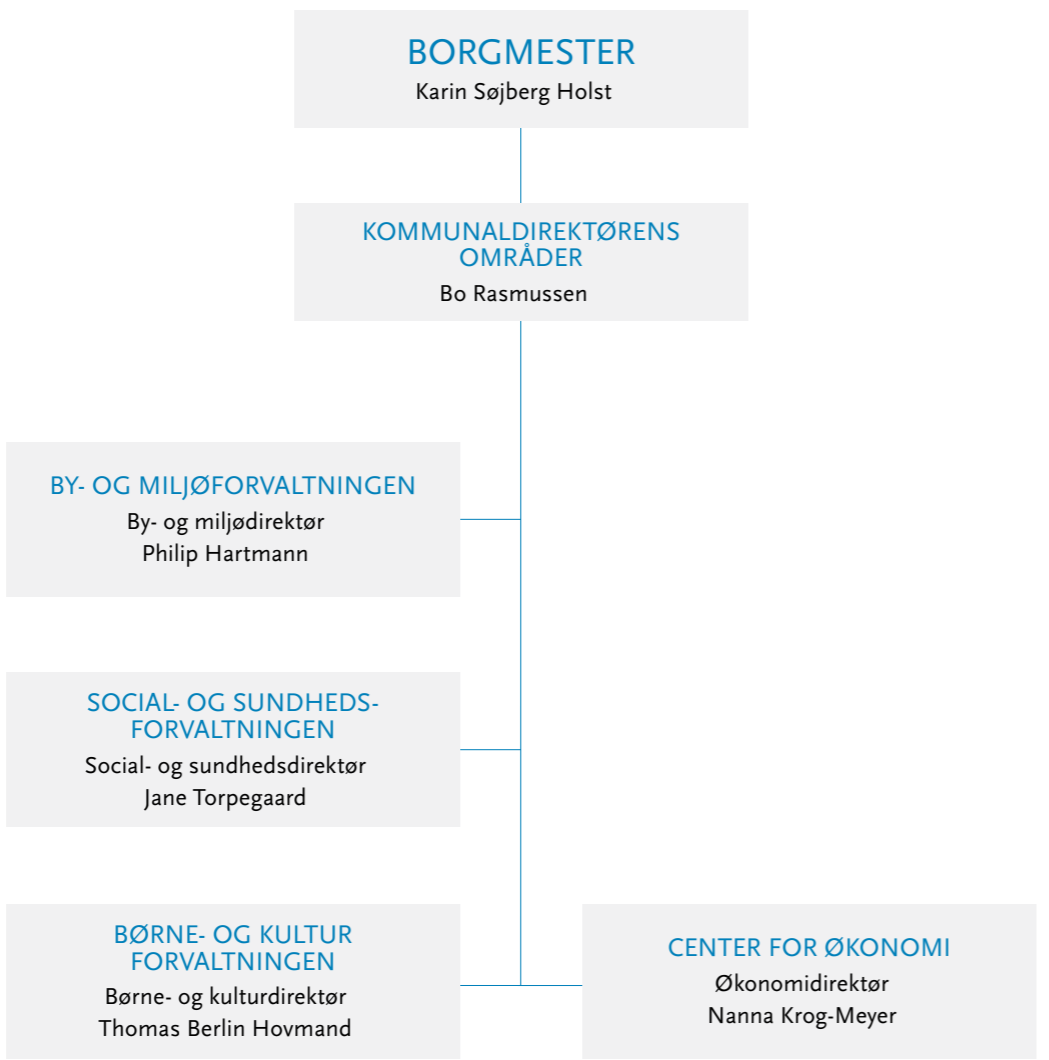 BORGMESTER
Karin Søjberg Holst
KOMMUNALDIREKTØRENS
OMRÅDER
Bo Rasmussen
BY- OG MILJØFORVALTNINGEN
By- og miljødirektør
Philip Hartmann
SOCIAL- OG SUNDHEDS-
FORVALTNINGEN
Social- og sundhedsdirektør
Jane Torpegaard
BØRNE- OG KULTUR
FORVALTNINGEN
Børne- og kulturdirektør
Thomas Berlin Hovmand
CENTER FOR ØKONOMI
Økonomidirektør
Nanna Krog-Meyer